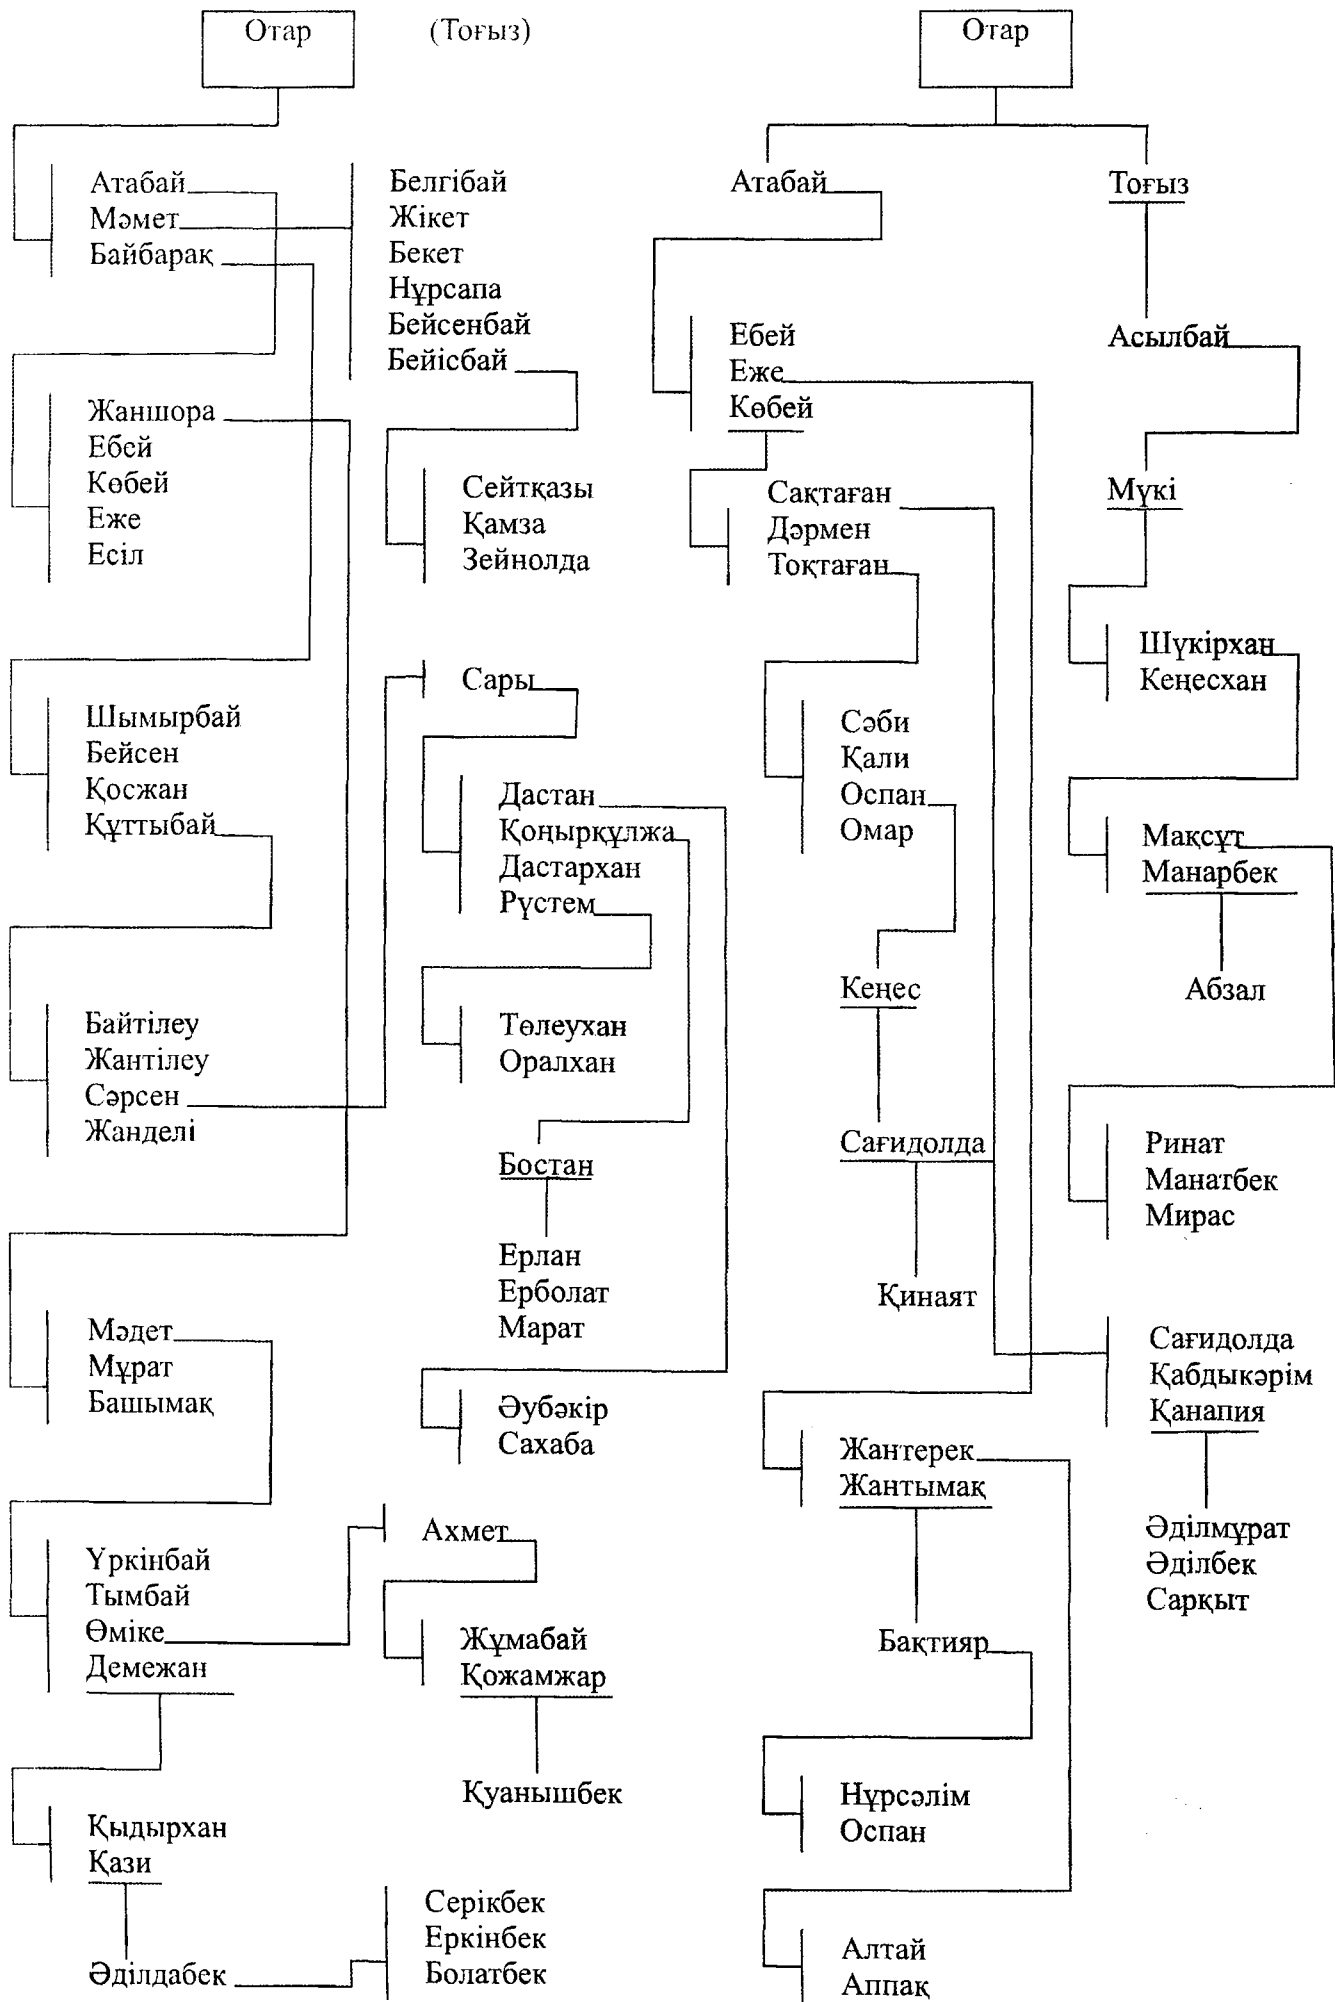 Отар
(Тоғыз)
Атабай
Мәмет
Байбарақ
Белгібай
Жікет
Бекет
Нұрсапа
Бейсенбай
Бейісбай
Жаншора
Ебей
Көбей
Еже
Есіл
Сейтқазы
Қамза
Зейнолда
Шымырбай
Бейсен
Қосжан
Құттыбай
Сары
Дастан
Қоңырқұлжа
Дастархан
Рүстем
Байтілеу
Жантілеу
Сәрсен
Жанделі
Төлеухан
Оралхан
Бостан
Ерлан
Ерболат
Марат
Мәдет
Мұрат
Башымақ
Әубәкір
Сахаба
Үркінбай
Тымбай
Өміке
Демежан
Ахмет
Жұмабай
Қожамжар
Қуанышбек
Қыдырхан
Қази
Әділдабек
Серікбек
Еркінбек
Болатбек
Отар
Атабай
Тоғыз
Ебей
Еже
Көбей
Асылбай
Сақтаған
Дәрмен
Тоқтаған
Мүкі
Шүкірхан
Кеңесхан
Сәби
Қали
Оспан
Омар
Мақсұт
Манарбек
Абзал
Кеңес
Сағидолда
Қинаят
Ринат
Манатбек
Мирас
Сағидолда
Қабдыкәрім
Қанапия
Әділмұрат
Әділбек
Сарқыт
Жантерек
Жантымақ
Бақтияр
Нұрсәлім
Оспан
Алтай
Аппақ